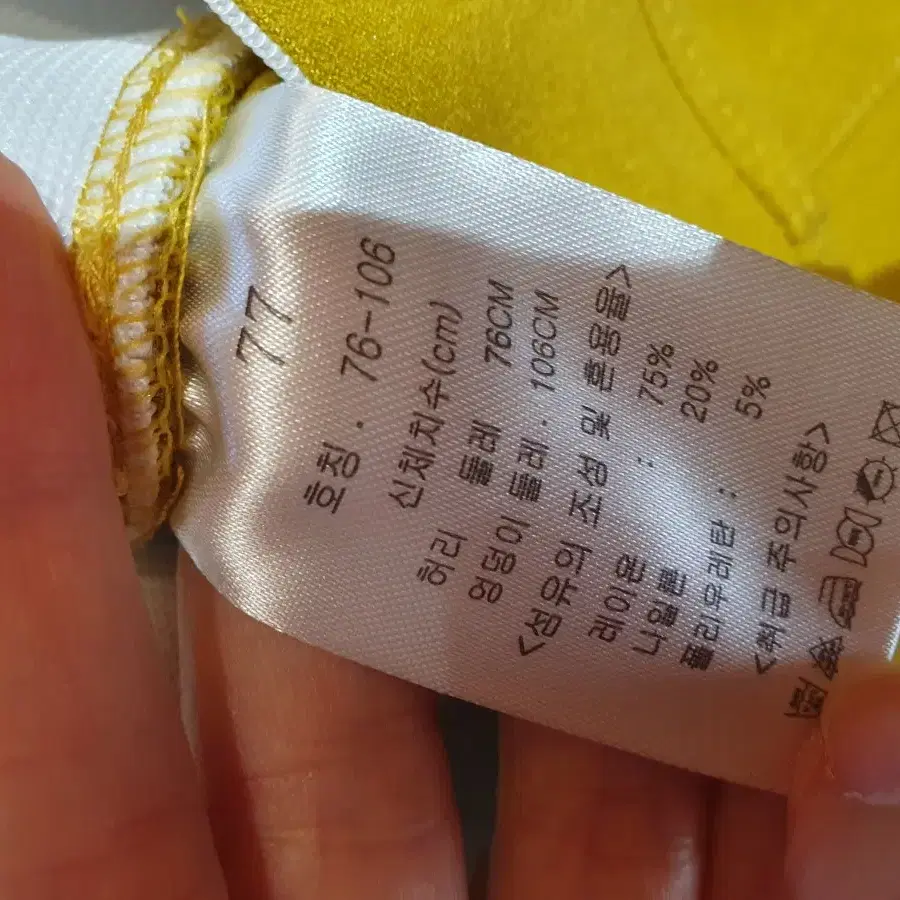 77
호칭. 76-106
신체치수(cm)
허리 둘레 76CM
엉덩이 둘레. 106CM
<섬유의 조성 및 혼용율>
레이온 : 75%
나일론 20%
폴리우레탄 : 5%
<취급 주의사항>